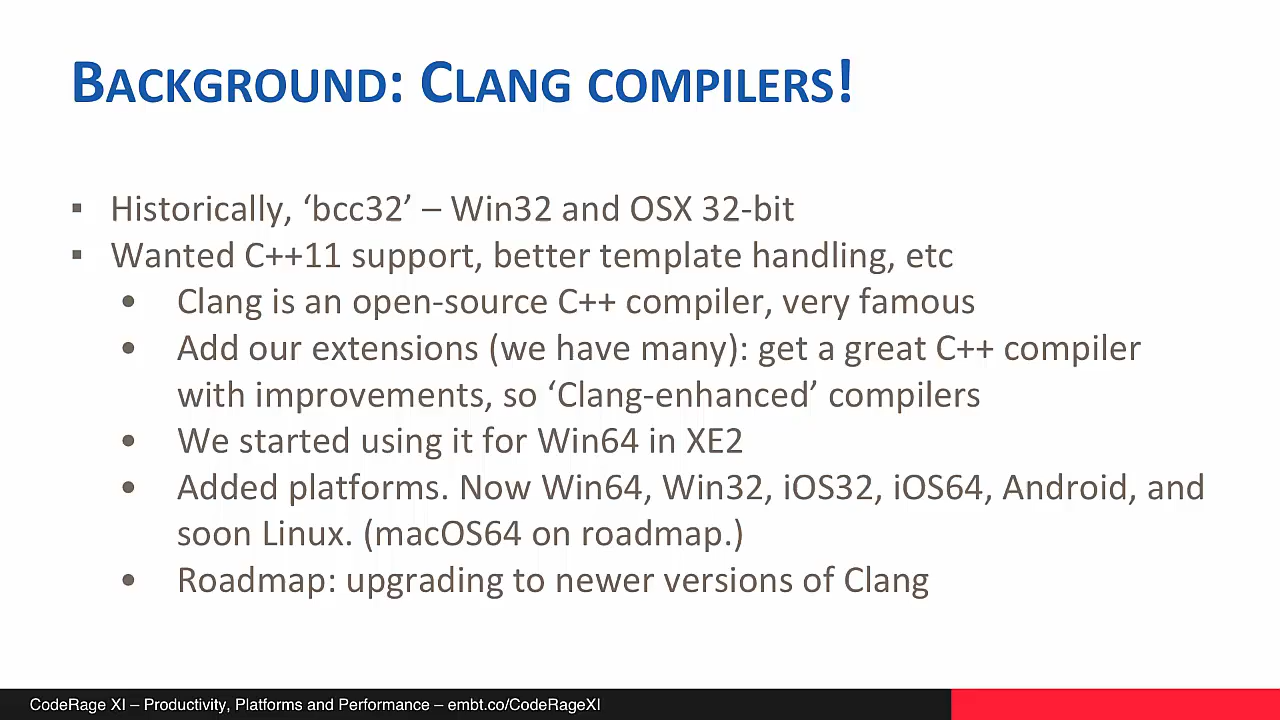 BACKGROUND: CLANG COMPILERS!
▪ Historically, ‘bcc32’ – Win32 and OSX 32-bit
▪ Wanted C++11 support, better template handling, etc
• Clang is an open-source C++ compiler, very famous
• Add our extensions (we have many): get a great C++ compiler
with improvements, so ‘Clang-enhanced’ compilers
• We started using it for Win64 in XE2
• Added platforms. Now Win64, Win32, iOS32, iOS64, Android, and
soon Linux. (macOS64 on roadmap.)
• Roadmap: upgrading to newer versions of Clang
CodeRage XI – Productivity, Platforms and Performance – embt.co/CodeRageXI